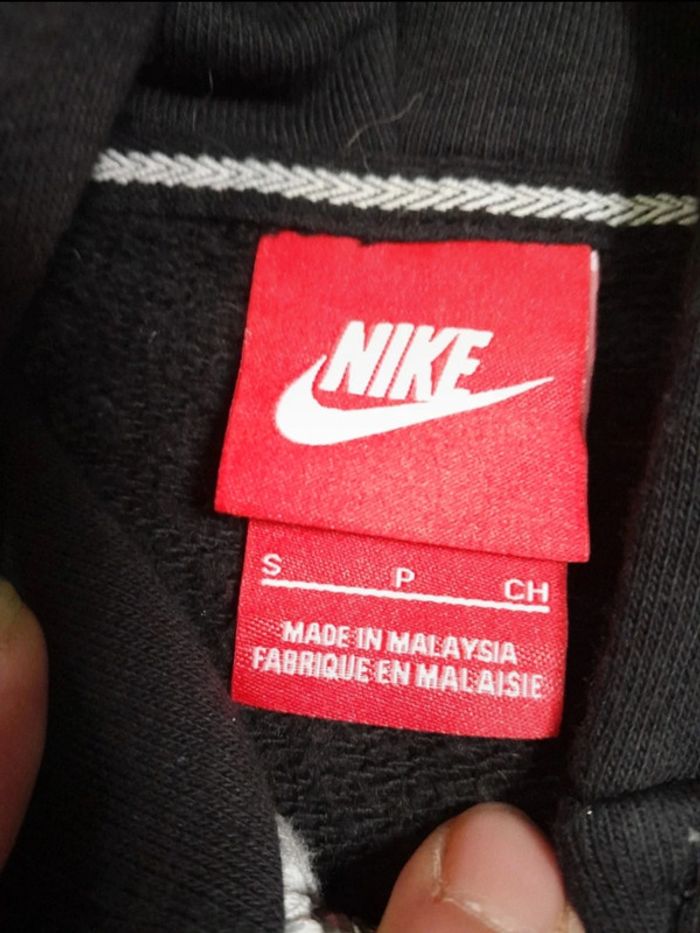 NIKE
S P CH
MADE IN MALAYSIA
FABRIQUE EN MALAISIE